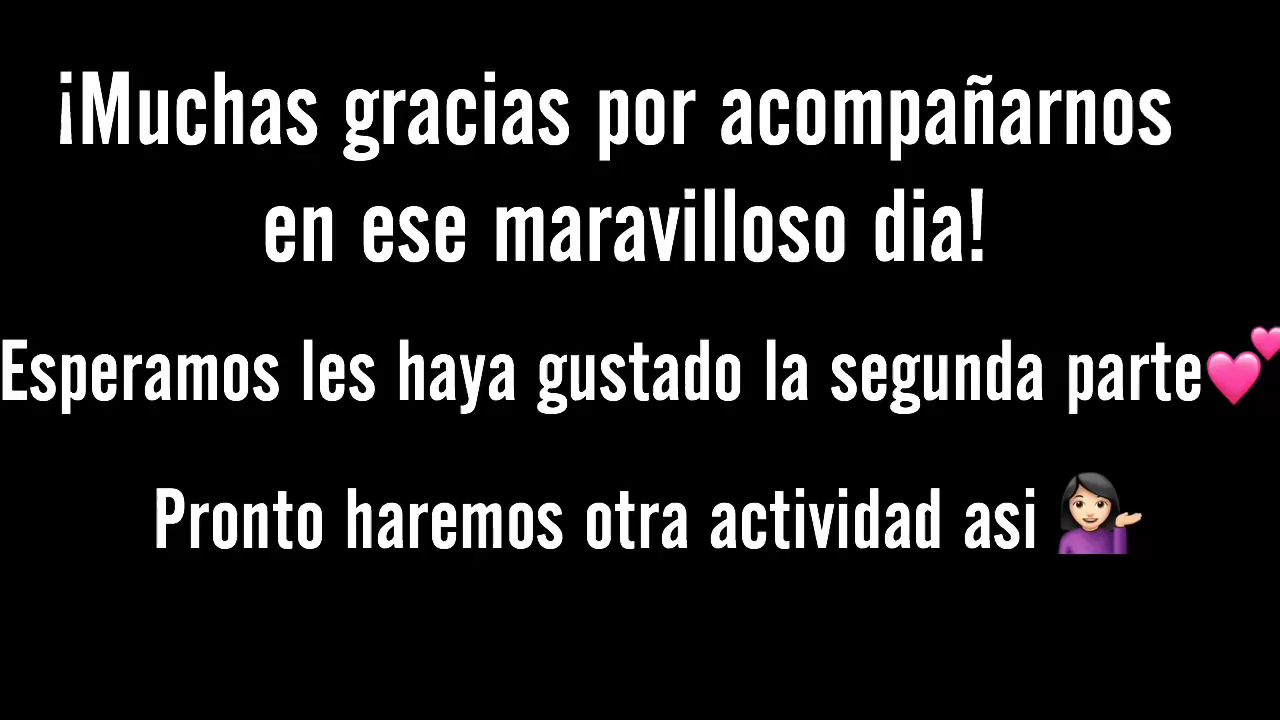 ¡Muchas gracias por acompañarnos
en ese maravilloso dia!
Esperamos les haya gustado la segunda parte💕
Pronto haremos otra actividad asi 💁🏻‍♀️